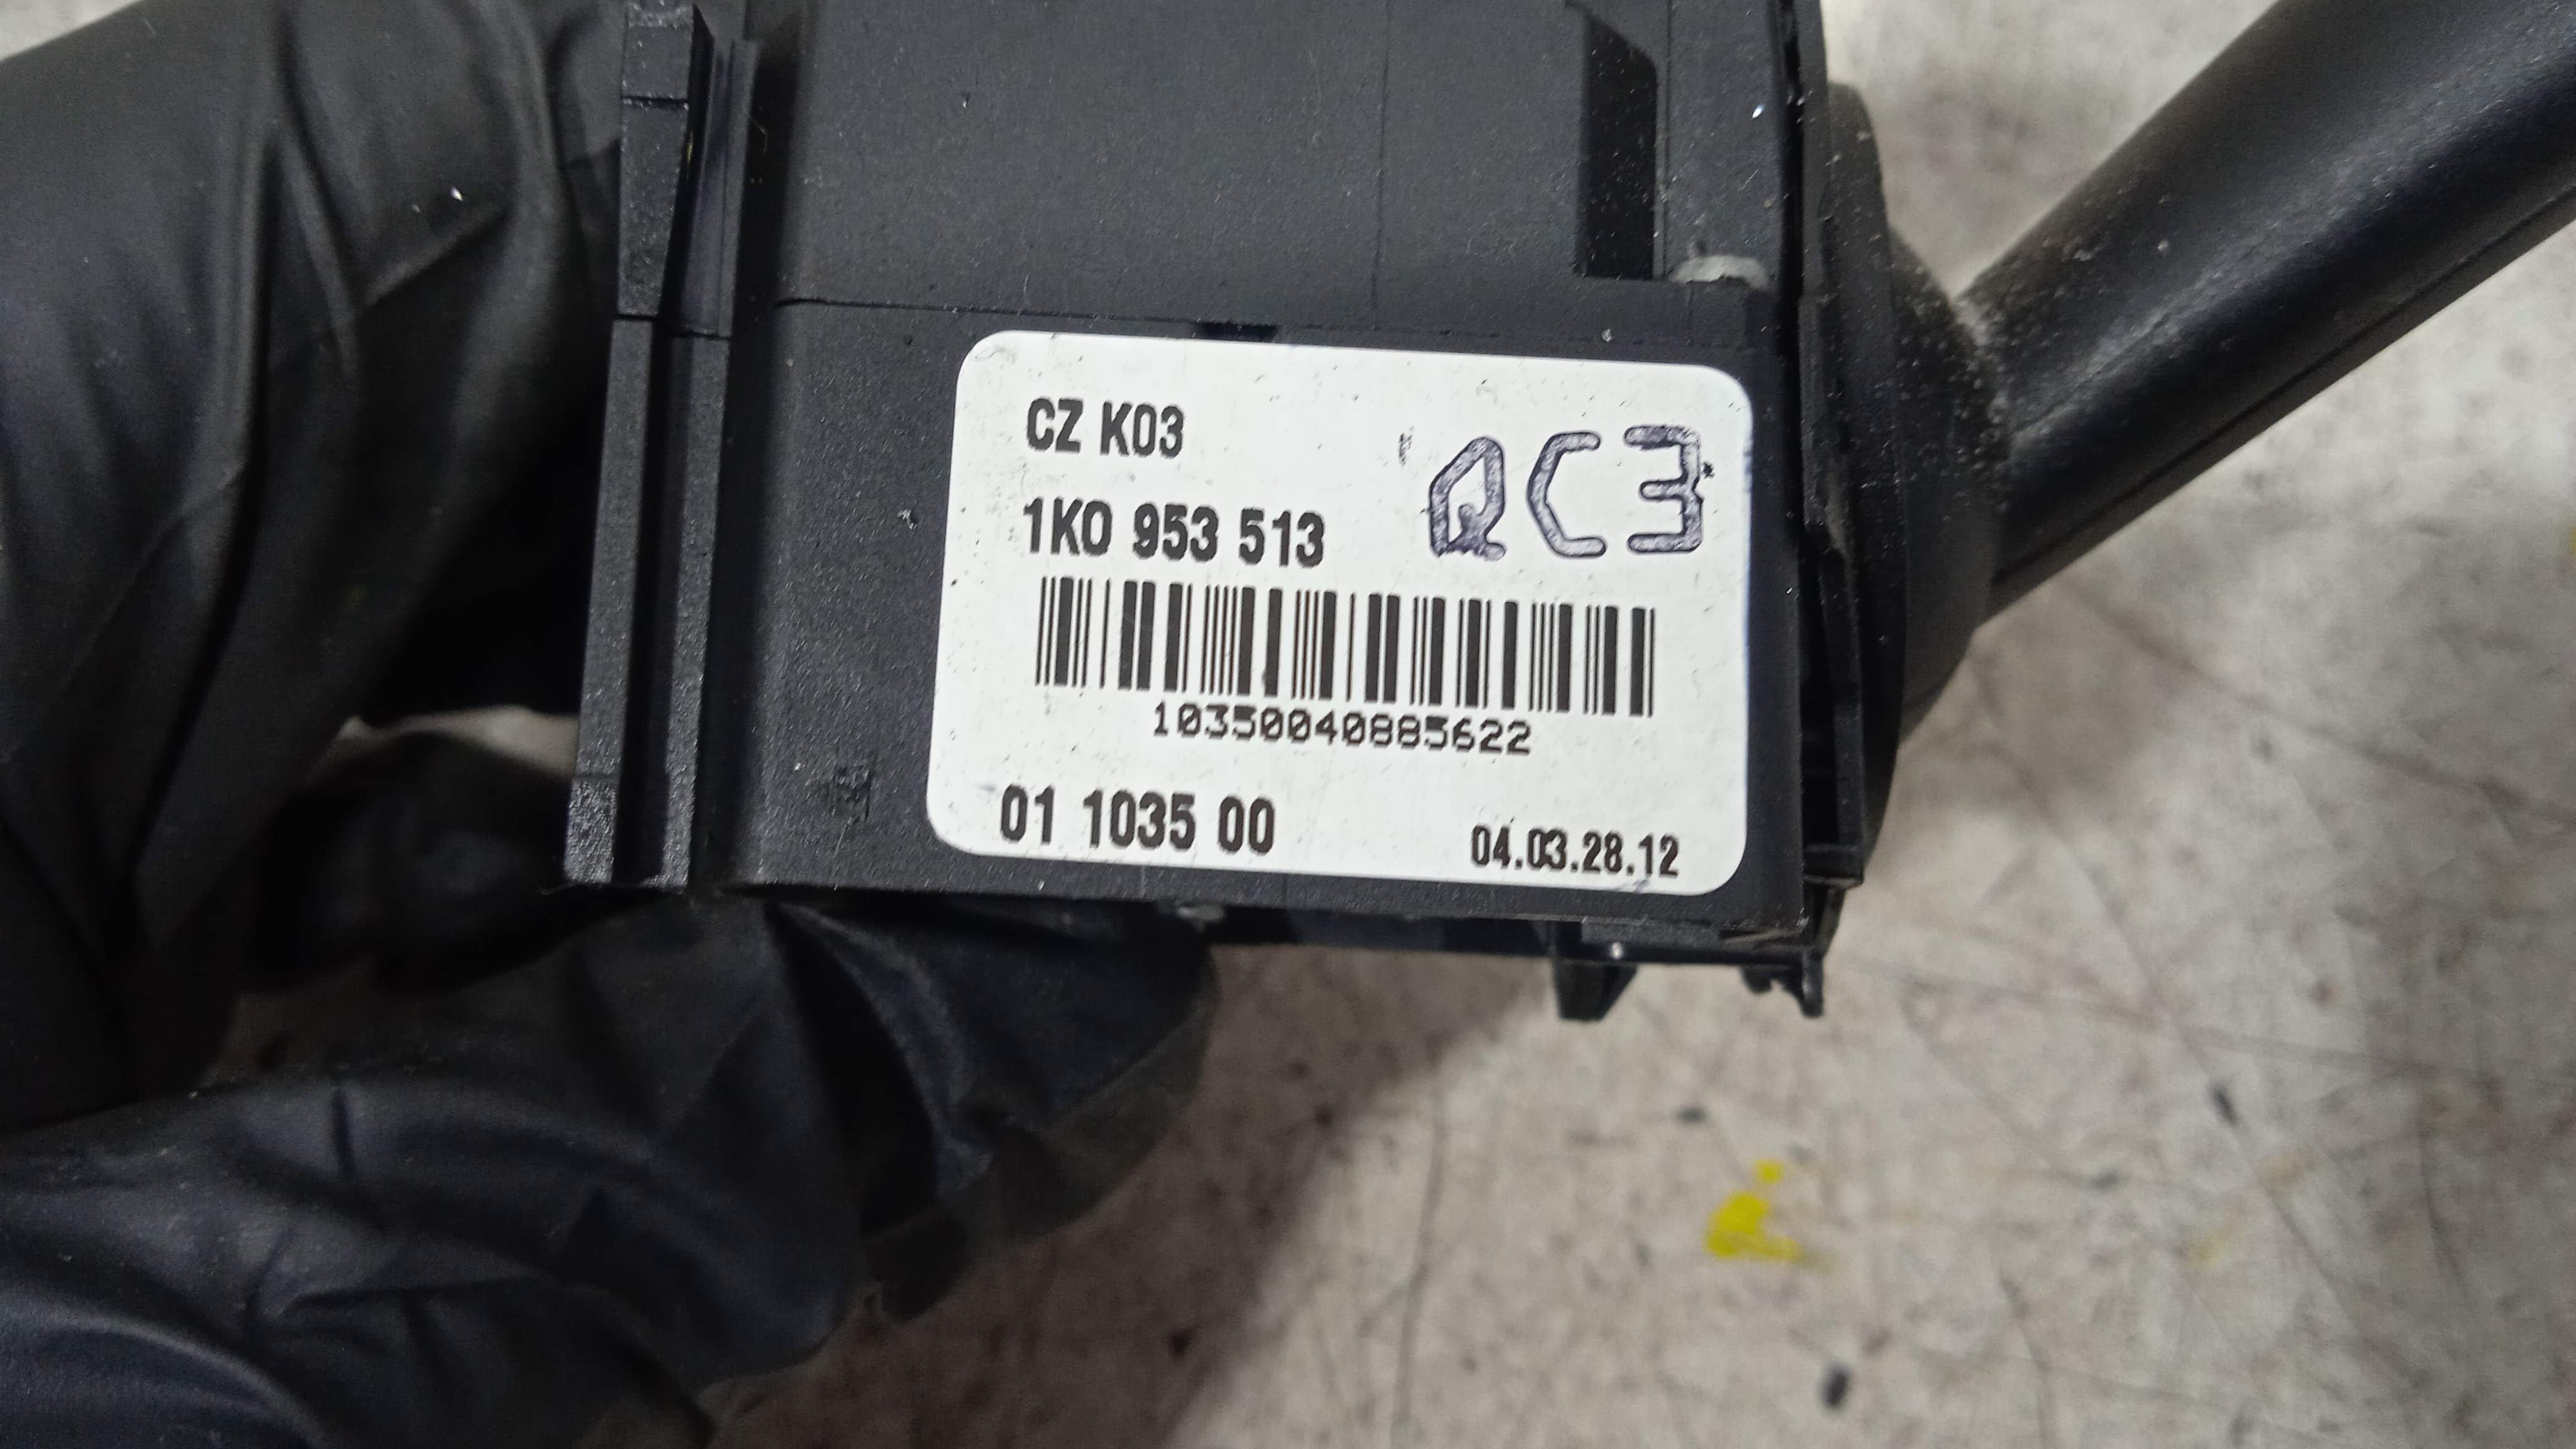 CZ K03
QC3
1K0 953 513
10350040885622
01 1035 00
04.03.28.12